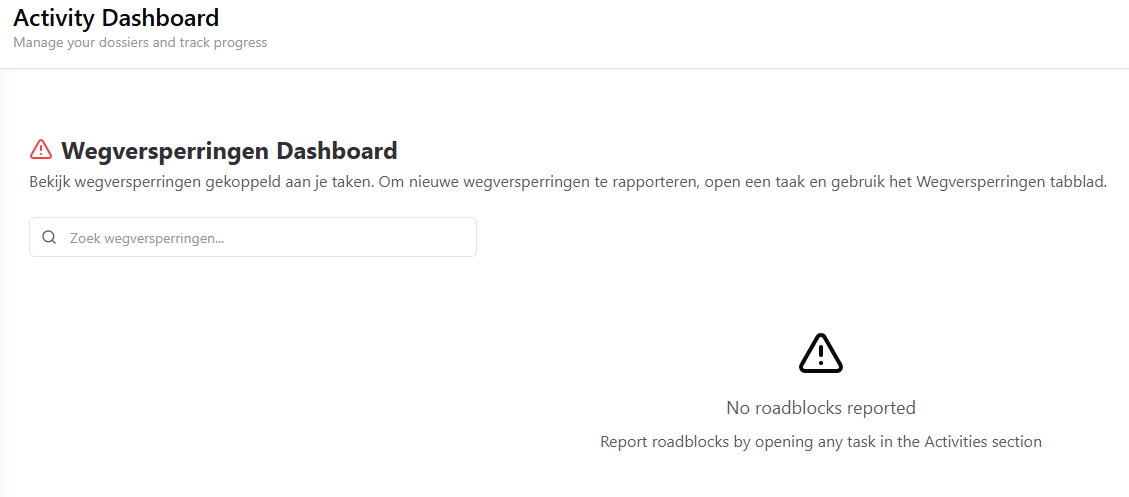 Activity Dashboard
Manage your dossiers and track progress
Wegversperringen Dashboard
Bekijk wegversperringen gekoppeld aan je taken. Om nieuwe wegversperringen te rapporteren, open een taak en gebruik het Wegversperringen tabblad.
Zoek wegversperringen...
No roadblocks reported
Report roadblocks by opening any task in the Activities section